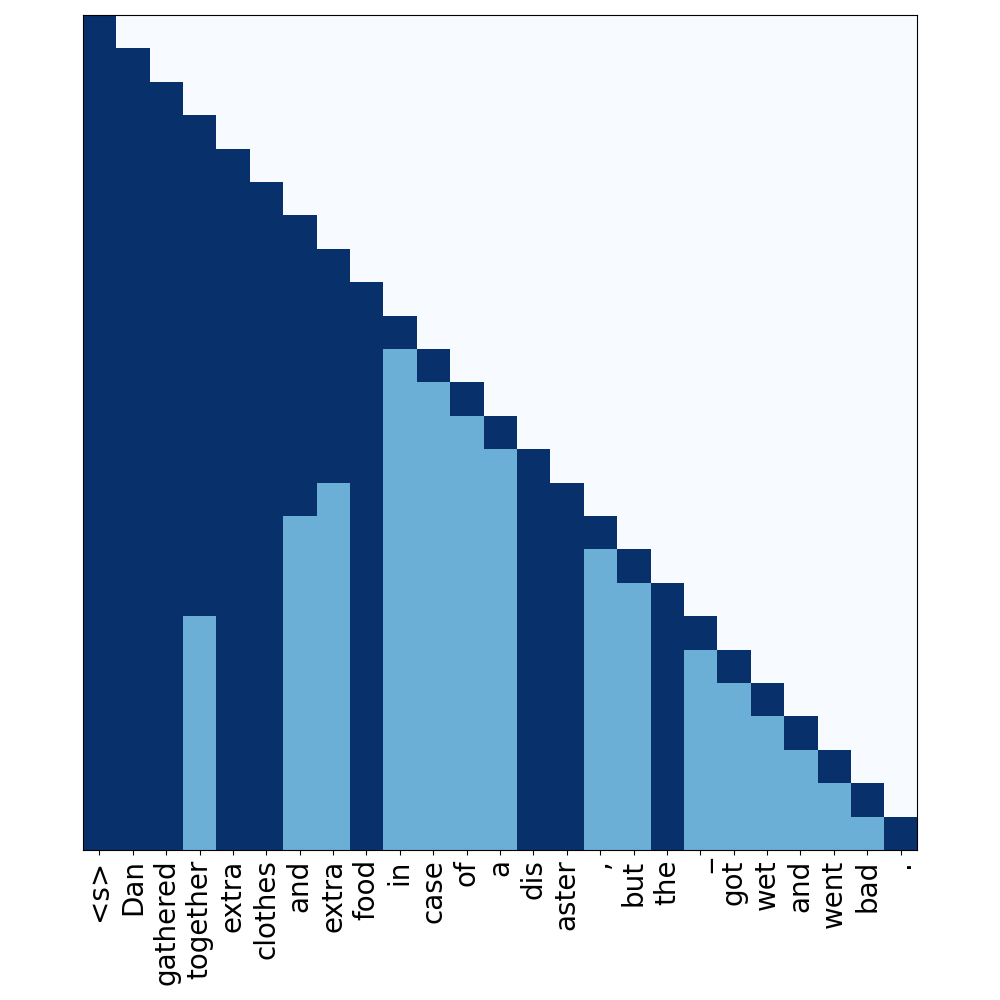 <s> Dan gathered together extra clothes and extra food in case of a dis aster , but the _ got wet and went bad .